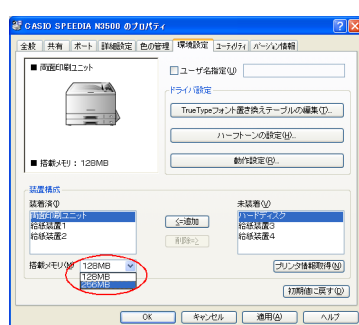 CASIO SPEEDIA N3500 のプロパティ
全般 共有 ポート 詳細設定 色の管理 環境設定 ユーティリティ バージョン情報
■ 両面印刷ユニット
ユーザ名指定(U)
ドライバ設定
TrueTypeフォント置き換えテーブルの編集(T)...
ハーフトーンの設定(H)...
■ 搭載メモリ : 128MB
動作設定(R)...
装置構成
装着済(I)
未装着(V)
両面印刷ユニット
給紙装置1
給紙装置2
<=追加
削除=>
ハードディスク
給紙装置3
給紙装置4
搭載メモリ(M)
128MB
128MB
256MB
プリンタ情報取得(N)
初期値に戻す(D)
OK キャンセル 適用(A) ヘルプ